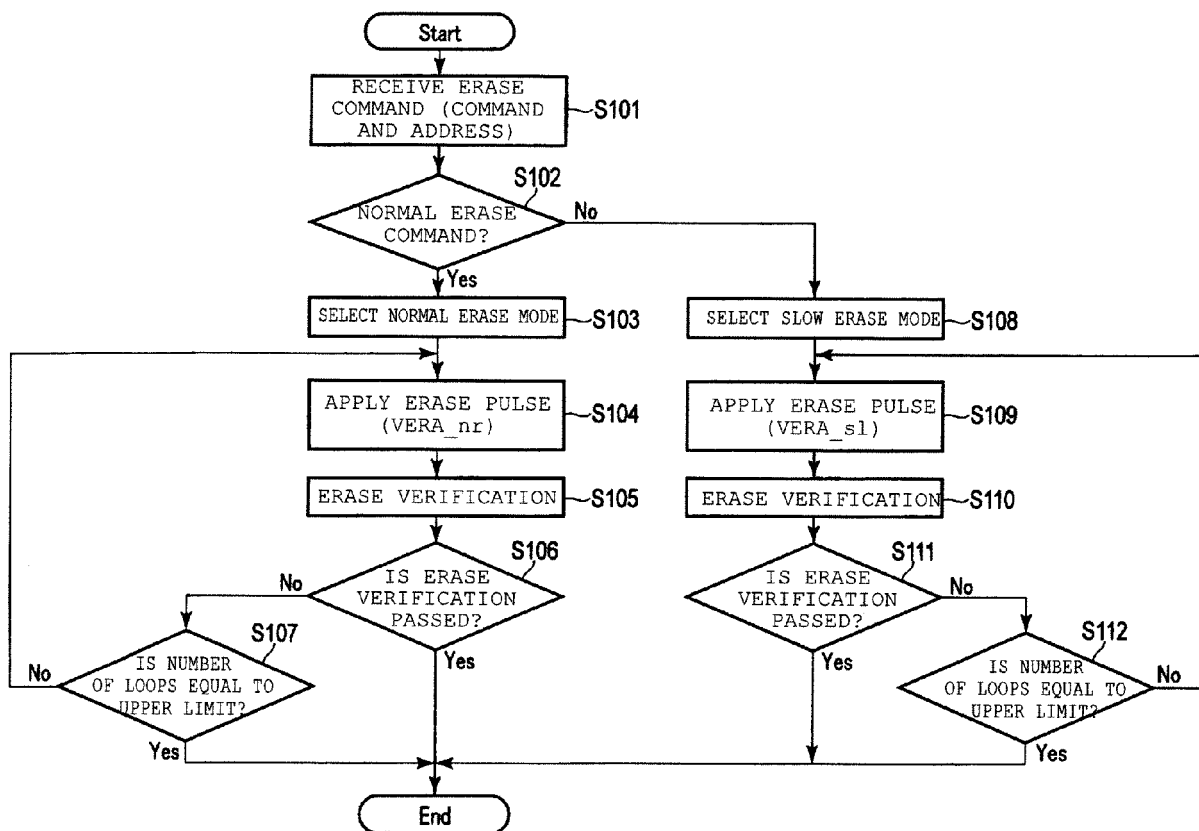 Start
RECEIVE ERASE
COMMAND (COMMAND
AND ADDRESS)
S101
S102
NORMAL ERASE
COMMAND?
No
Yes
SELECT NORMAL ERASE MODE
S103
SELECT SLOW ERASE MODE
S108
APPLY ERASE PULSE
(VERA_nr)
S104
APPLY ERASE PULSE
(VERA_sl)
S109
ERASE VERIFICATION
S105
ERASE VERIFICATION
S110
S106
IS ERASE
VERIFICATION
PASSED?
No
Yes
S111
IS ERASE
VERIFICATION
PASSED?
No
Yes
S107
IS NUMBER
OF LOOPS EQUAL TO
UPPER LIMIT?
No
Yes
S112
IS NUMBER
OF LOOPS EQUAL TO
UPPER LIMIT?
No
Yes
End